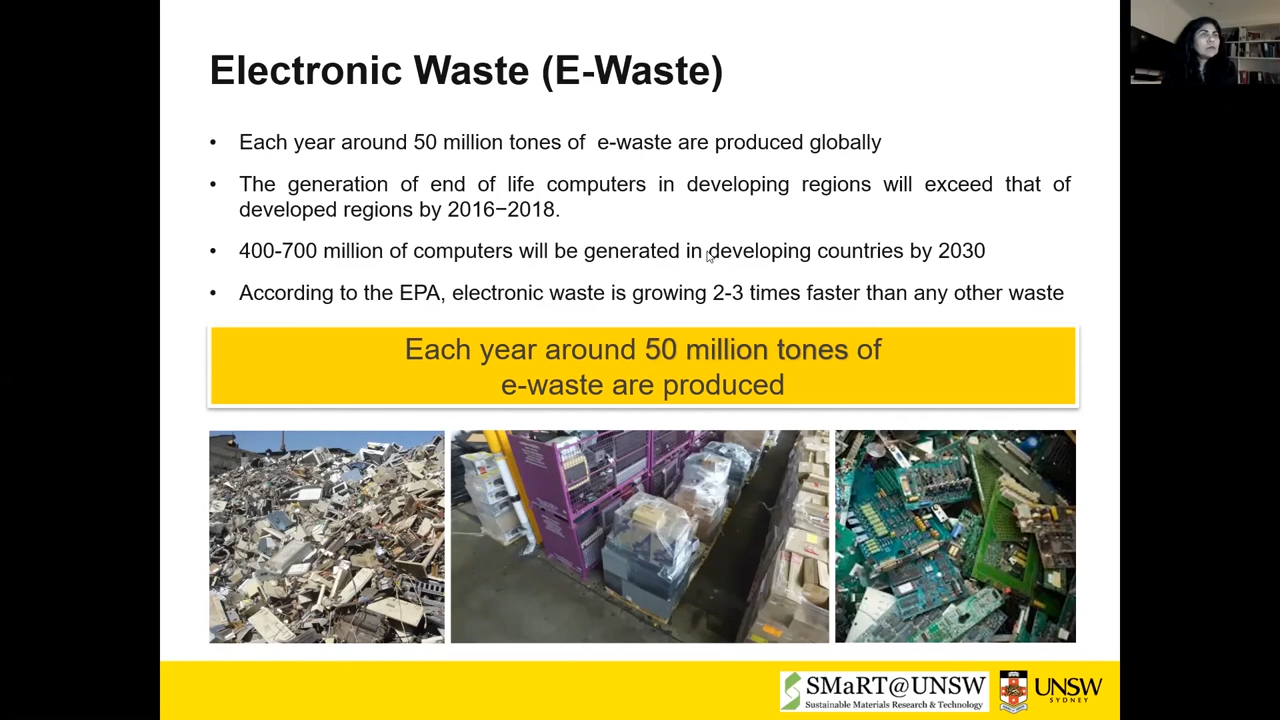 Electronic Waste (E-Waste)
• Each year around 50 million tones of e-waste are produced globally
• The generation of end of life computers in developing regions will exceed that of
developed regions by 2016−2018.
• 400-700 million of computers will be generated in developing countries by 2030
• According to the EPA, electronic waste is growing 2-3 times faster than any other waste
Each year around 50 million tones of
e-waste are produced
SMaRT@UNSW
Sustainable Materials Research & Technology
UNSW
SYDNEY